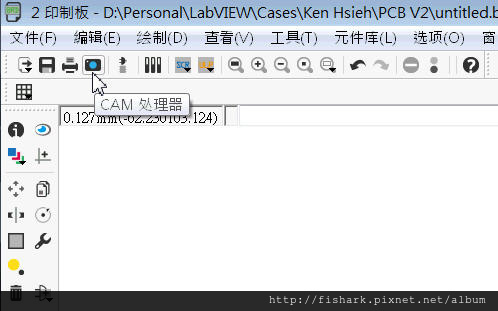 2 印制板 - D:\Personal\LabVIEW\Cases\Ken Hsieh\PCB V2\untitled.b
文件(F) 编辑(E) 绘制(D) 查看(V) 工具(T) 元件库(L) 选项(O)
SCR ULP
CAM 处理器
0.127mm(-62.230103.124)
http://fishark.pixnet.net/album